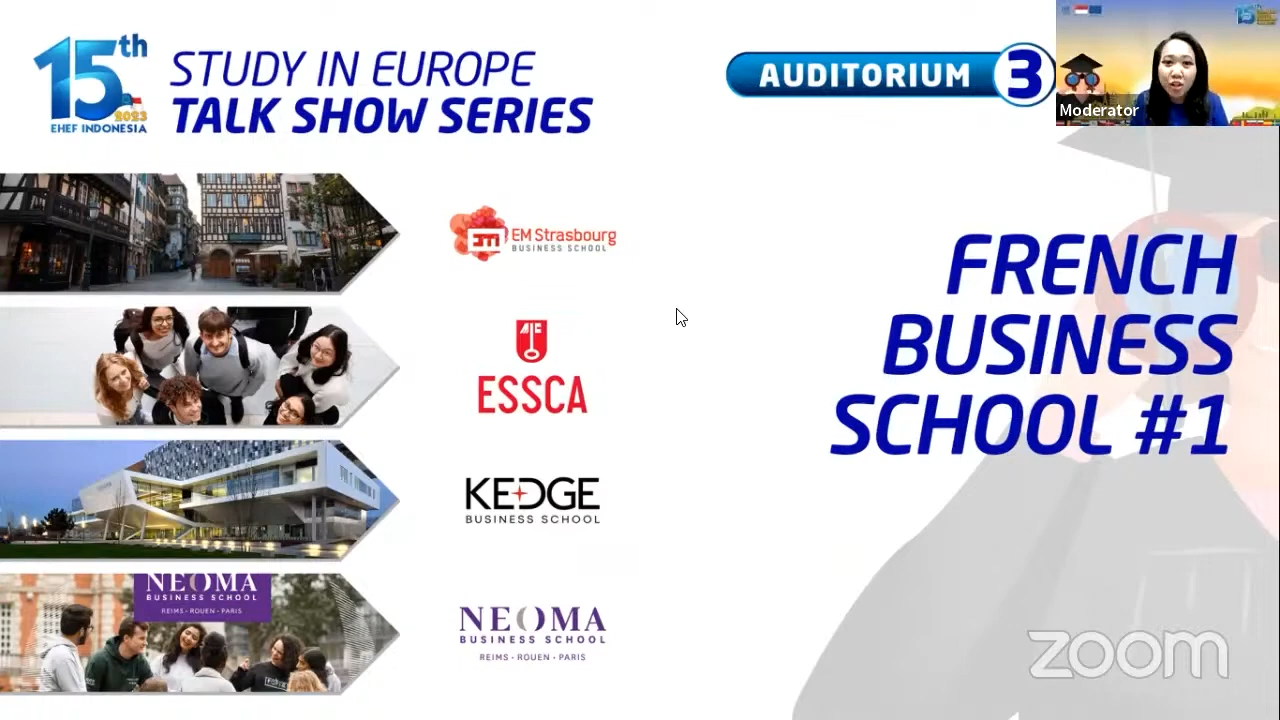 15th
2023
EHEF INDONESIA
STUDY IN EUROPE
TALK SHOW SERIES
AUDITORIUM 3
Moderator
EM Strasbourg
BUSINESS SCHOOL
ESSCA
KEDGE
BUSINESS SCHOOL
NEOMA
BUSINESS SCHOOL
REIMS • ROUEN • PARIS
NEOMA
BUSINESS SCHOOL
REIMS • ROUEN • PARIS
FRENCH
BUSINESS
SCHOOL #1
zoom